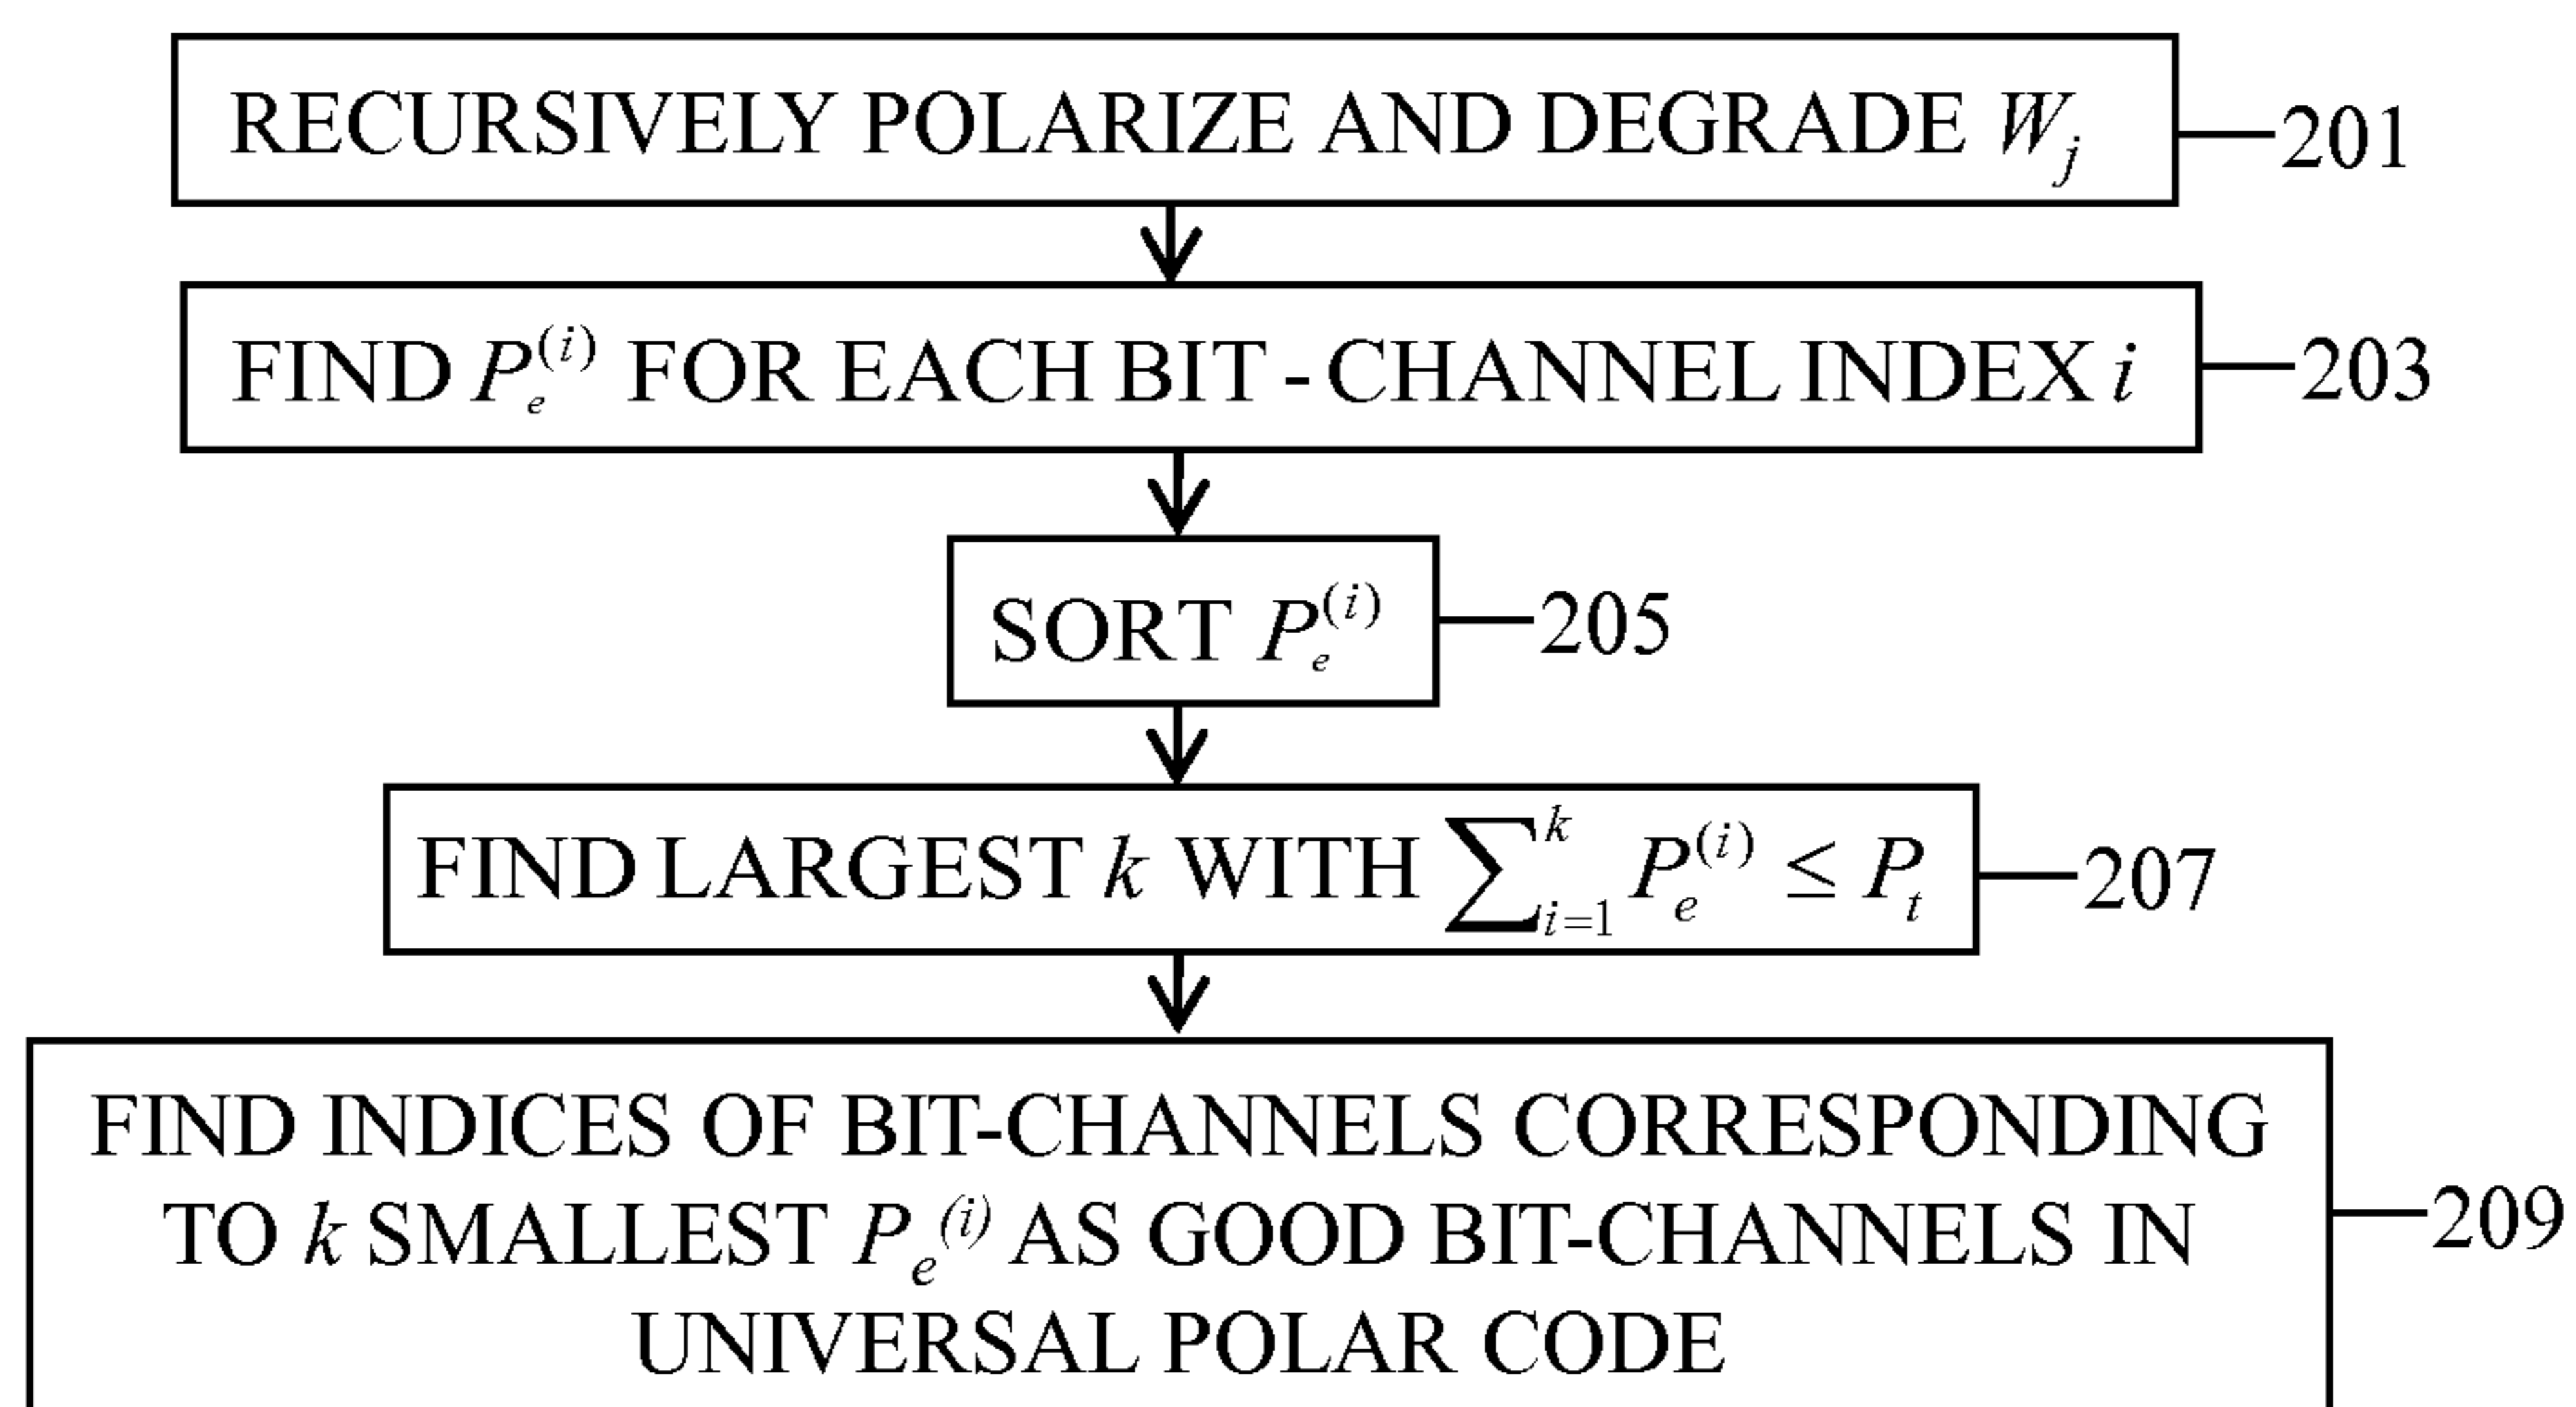 RECURSIVELY POLARIZE AND DEGRADE W_j 201
FIND P_e^(i) FOR EACH BIT - CHANNEL INDEX i 203
SORT P_e^(i) 205
FIND LARGEST k WITH ∑_{i=1}^k P_e^(i) ≤ P_t 207
FIND INDICES OF BIT-CHANNELS CORRESPONDING
TO k SMALLEST P_e^(i) AS GOOD BIT-CHANNELS IN 209
UNIVERSAL POLAR CODE